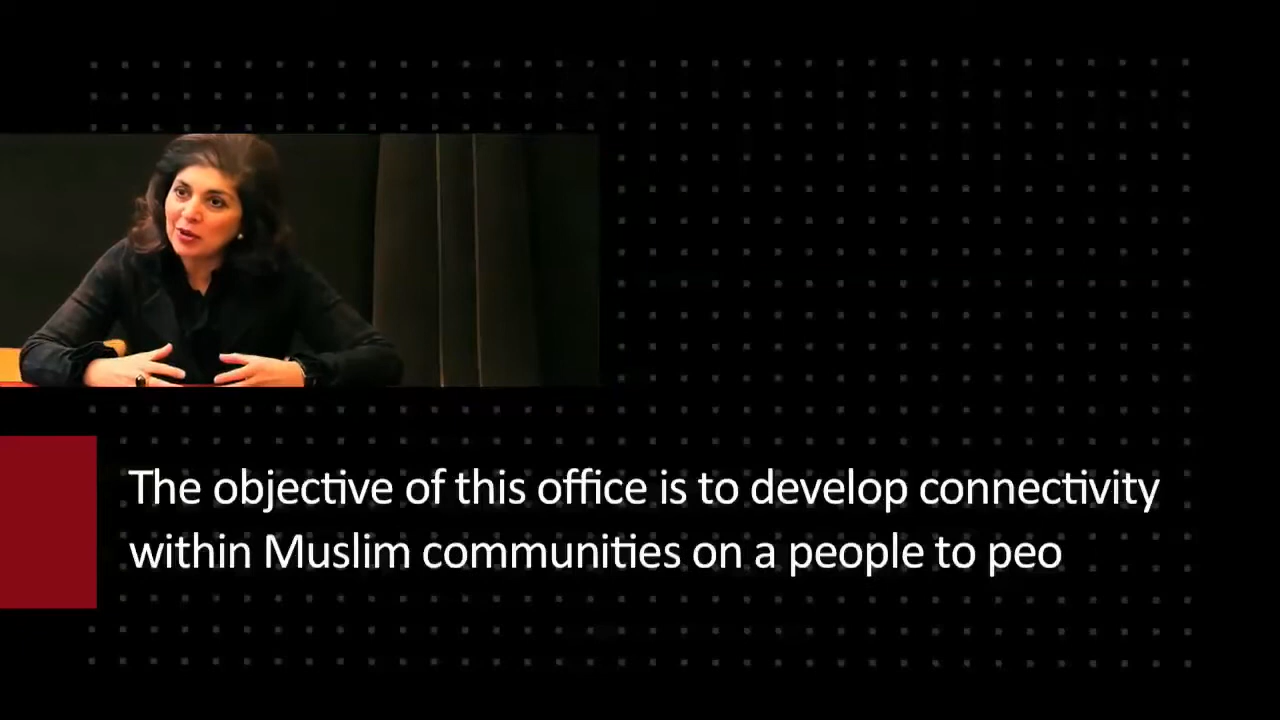 The objective of this office is to develop connectivity
within Muslim communities on a people to peo